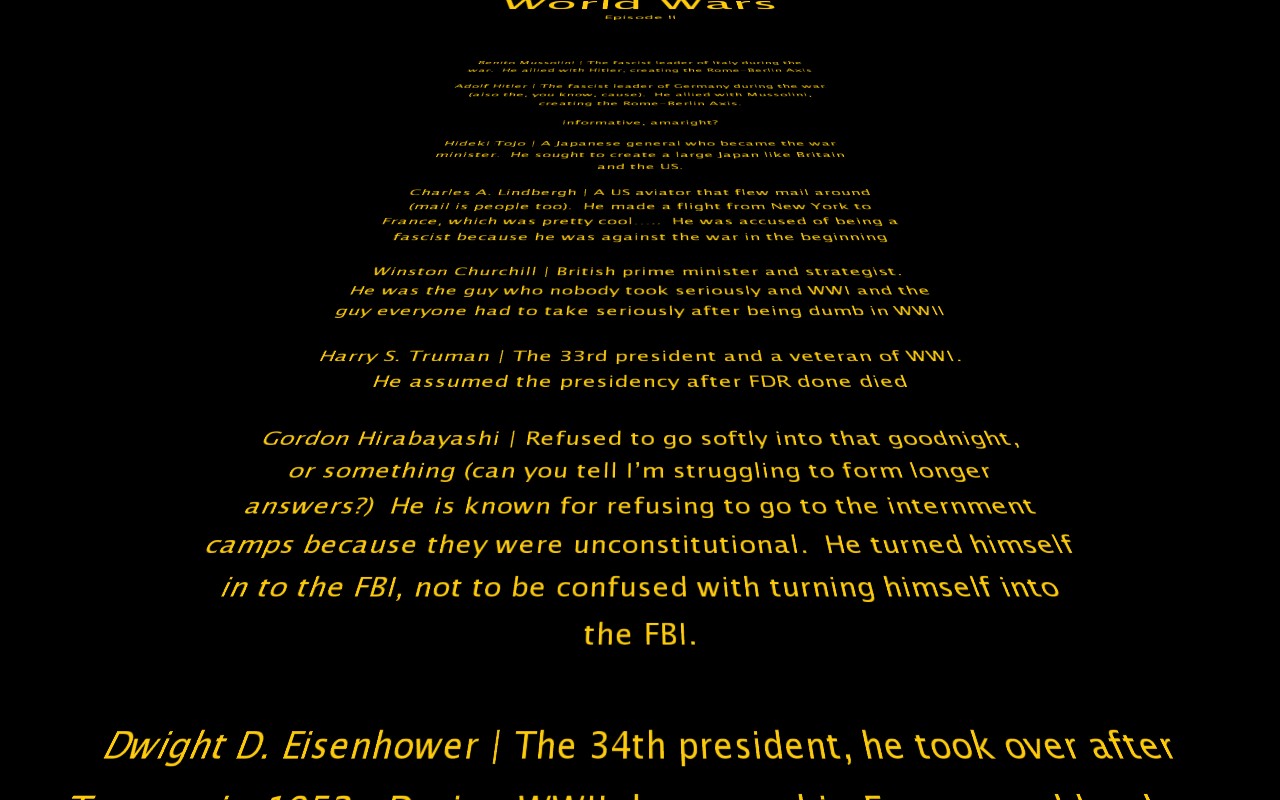 World Wars
Episode II
Benito Mussolini | The fascist leader of Italy during the
war.  He allied with Hitler, creating the Rome-Berlin Axis
Adolf Hitler | The fascist leader of Germany during the war
(also the, you know, cause).  He allied with Mussolini,
creating the Rome-Berlin Axis.
informative, amaright?
Hideki Tojo | A Japanese general who became the war
minister.  He sought to create a large Japan like Britain
and the US.
Charles A. Lindbergh | A US aviator that flew mail around
(mail is people too).  He made a flight from New York to
France, which was pretty cool.....  He was accused of being a
fascist because he was against the war in the beginning
Winston Churchill | British prime minister and strategist.
He was the guy who nobody took seriously and WWI and the
guy everyone had to take seriously after being dumb in WWII
Harry S. Truman | The 33rd president and a veteran of WWI.
He assumed the presidency after FDR done died
Gordon Hirabayashi | Refused to go softly into that goodnight,
or something (can you tell I'm struggling to form longer
answers?)  He is known for refusing to go to the internment
camps because they were unconstitutional.  He turned himself
in to the FBI, not to be confused with turning himself into
the FBI.
Dwight D. Eisenhower | The 34th president, he took over after